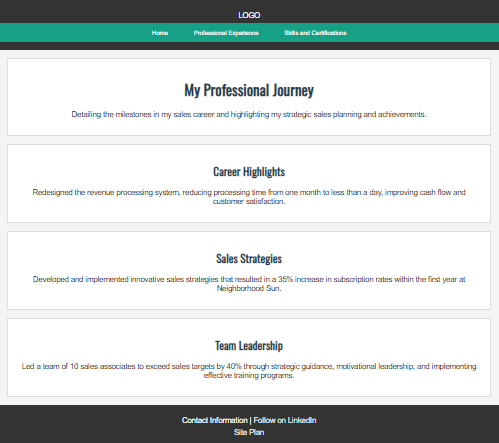 LOGO
Home Professional Experience Skills and Certifications
My Professional Journey
Detailing the milestones in my sales career and highlighting my strategic sales planning and achievements.
Career Highlights
Redesigned the revenue processing system, reducing processing time from one month to less than a day, improving cash flow and
customer satisfaction.
Sales Strategies
Developed and implemented innovative sales strategies that resulted in a 35% increase in subscription rates within the first year at
Neighborhood Sun.
Team Leadership
Led a team of 10 sales associates to exceed sales targets by 40% through strategic guidance, motivational leadership, and implementing
effective training programs.
Contact Information | Follow on LinkedIn
Site Plan